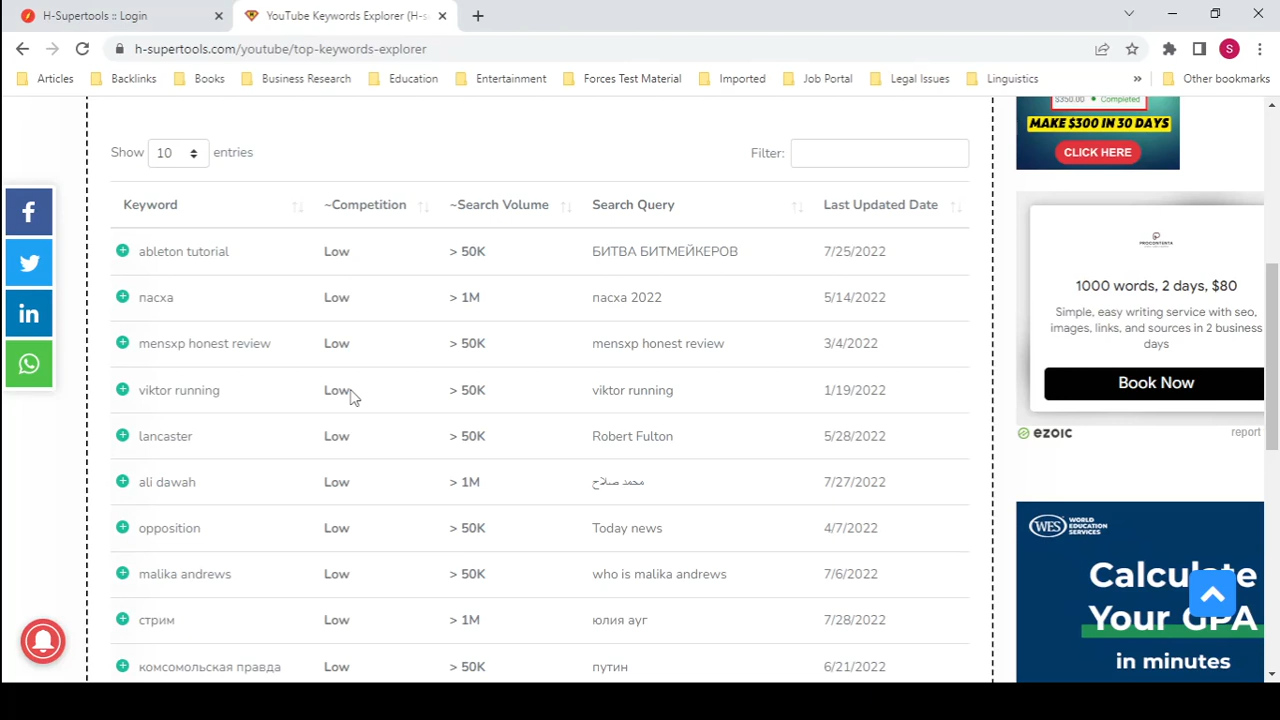 H-Supertools :: Login
YouTube Keywords Explorer (H-s
h-supertools.com/youtube/top-keywords-explorer
S
Articles Backlinks Books Business Research Education Entertainment Forces Test Material Imported Job Portal Legal Issues Linguistics » Other bookmarks
$350.00 Completed
MAKE $300 IN 30 DAYS
CLICK HERE
Show 10 entries Filter:
Keyword ~Competition ~Search Volume Search Query Last Updated Date
ableton tutorial Low > 50K БИТВА БИТМЕЙКЕРОВ 7/25/2022
пасха Low > 1M пасха 2022 5/14/2022
mensxp honest review Low > 50K mensxp honest review 3/4/2022
viktor running Low > 50K viktor running 1/19/2022
lancaster Low > 50K Robert Fulton 5/28/2022
ali dawah Low > 1M محمد صلاح 7/27/2022
opposition Low > 50K Today news 4/7/2022
malika andrews Low > 50K who is malika andrews 7/6/2022
стрим Low > 1M юлия ауг 7/28/2022
комсомольская правда Low > 50K путин 6/21/2022
PROCONTENTA
1000 words, 2 days, $80
Simple, easy writing service with seo,
images, links, and sources in 2 business
days
Book Now
ezoic report
WES WORLD
EDUCATION
SERVICES
Calculate
Your GPA
in minutes